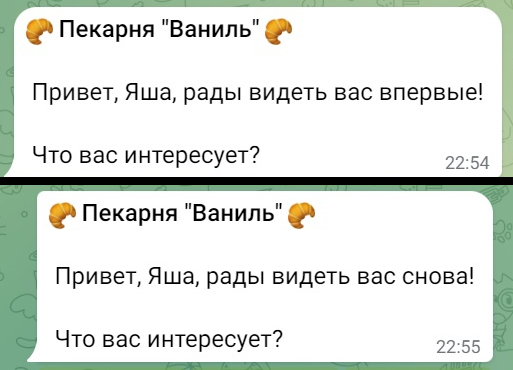 🥐 Пекарня "Ваниль" 🥐
Привет, Яша, рады видеть вас впервые!
Что вас интересует?
22:54
🥐 Пекарня "Ваниль" 🥐
Привет, Яша, рады видеть вас снова!
Что вас интересует?
22:55